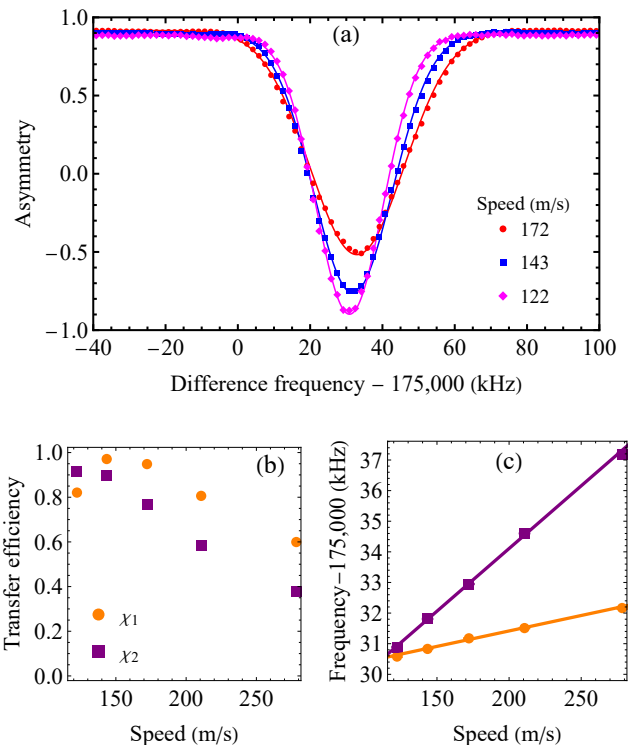 (a)
1.0
0.5
0.0
−0.5
−1.0
Asymmetry
Speed (m/s)
172
143
122
−40 −20 0 20 40 60 80 100
Difference frequency − 175,000 (kHz)
(b)
1.0
0.8
0.6
0.4
0.2
0.0
Transfer efficiency
χ1
χ2
150 200 250
Speed (m/s)
(c)
37
36
35
34
33
32
31
30
Frequency−175,000 (kHz)
150 200 250
Speed (m/s)